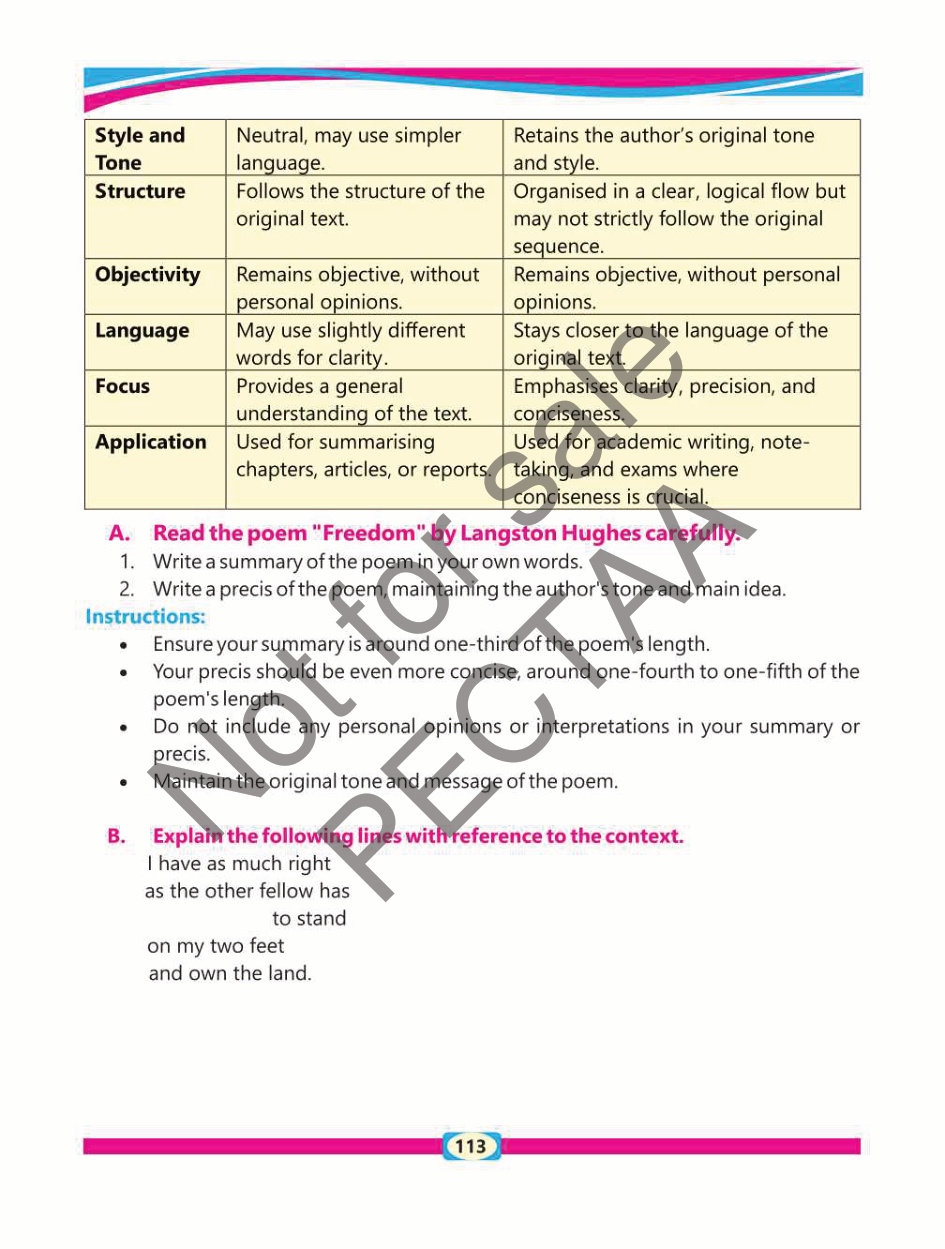 Style and
Tone
Neutral, may use simpler
language.
Retains the author’s original tone
and style.
Structure
Follows the structure of the
original text.
Organised in a clear, logical flow but
may not strictly follow the original
sequence.
Objectivity
Remains objective, without
personal opinions.
Remains objective, without personal
opinions.
Language
May use slightly different
words for clarity.
Stays closer to the language of the
original text.
Focus
Provides a general
understanding of the text.
Emphasises clarity, precision, and
conciseness.
Application
Used for summarising
chapters, articles, or reports.
Used for academic writing, note-
taking, and exams where
conciseness is crucial.
A. Read the poem "Freedom" by Langston Hughes carefully.
1. Write a summary of the poem in your own words.
2. Write a precis of the poem, maintaining the author's tone and main idea.
Instructions:
• Ensure your summary is around one-third of the poem's length.
• Your precis should be even more concise, around one-fourth to one-fifth of the
poem's length.
• Do not include any personal opinions or interpretations in your summary or
precis.
• Maintain the original tone and message of the poem.
B. Explain the following lines with reference to the context.
I have as much right
as the other fellow has
to stand
on my two feet
and own the land.
113
Not for sale
PECTAA